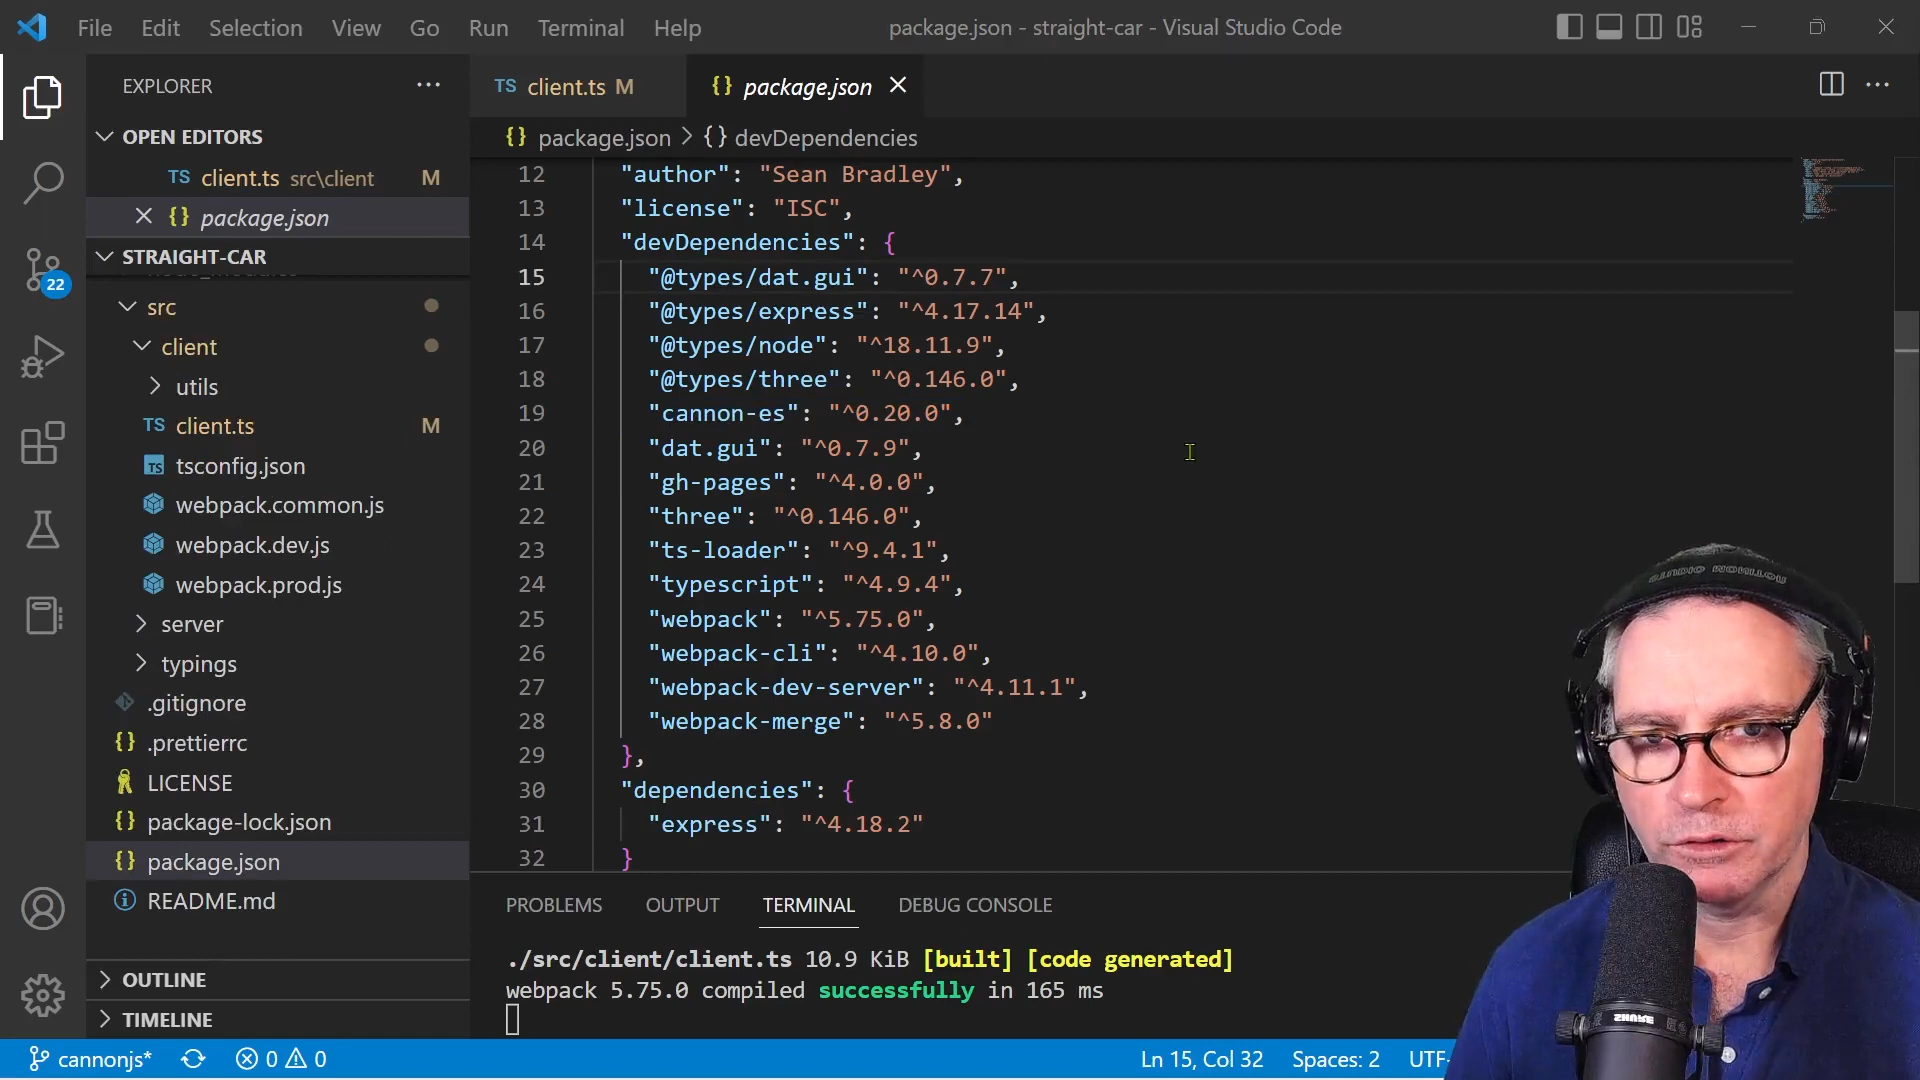 File Edit Selection View Go Run Terminal Help
package.json - straight-car - Visual Studio Code
EXPLORER
OPEN EDITORS
TS client.ts src\client M
{} package.json
STRAIGHT-CAR
node_modules
src
client
utils
TS client.ts M
TS tsconfig.json
webpack.common.js
webpack.dev.js
webpack.prod.js
server
typings
.gitignore
{} .prettierrc
LICENSE
{} package-lock.json
{} package.json
README.md
OUTLINE
TIMELINE
22
TS client.ts M
{} package.json
{} package.json > {} devDependencies
12 "author": "Sean Bradley",
13 "license": "ISC",
14 "devDependencies": {
15 "@types/dat.gui": "^0.7.7",
16 "@types/express": "^4.17.14",
17 "@types/node": "^18.11.9",
18 "@types/three": "^0.146.0",
19 "cannon-es": "^0.20.0",
20 "dat.gui": "^0.7.9",
21 "gh-pages": "^4.0.0",
22 "three": "^0.146.0",
23 "ts-loader": "^9.4.1",
24 "typescript": "^4.9.4",
25 "webpack": "^5.75.0",
26 "webpack-cli": "^4.10.0",
27 "webpack-dev-server": "^4.11.1",
28 "webpack-merge": "^5.8.0"
29 },
30 "dependencies": {
31 "express": "^4.18.2"
32 }
PROBLEMS OUTPUT TERMINAL DEBUG CONSOLE
./src/client/client.ts 10.9 KiB [built] [code generated]
webpack 5.75.0 compiled successfully in 165 ms
cannonjs* 0 0
Ln 15, Col 32 Spaces: 2 UTF-
SHURE